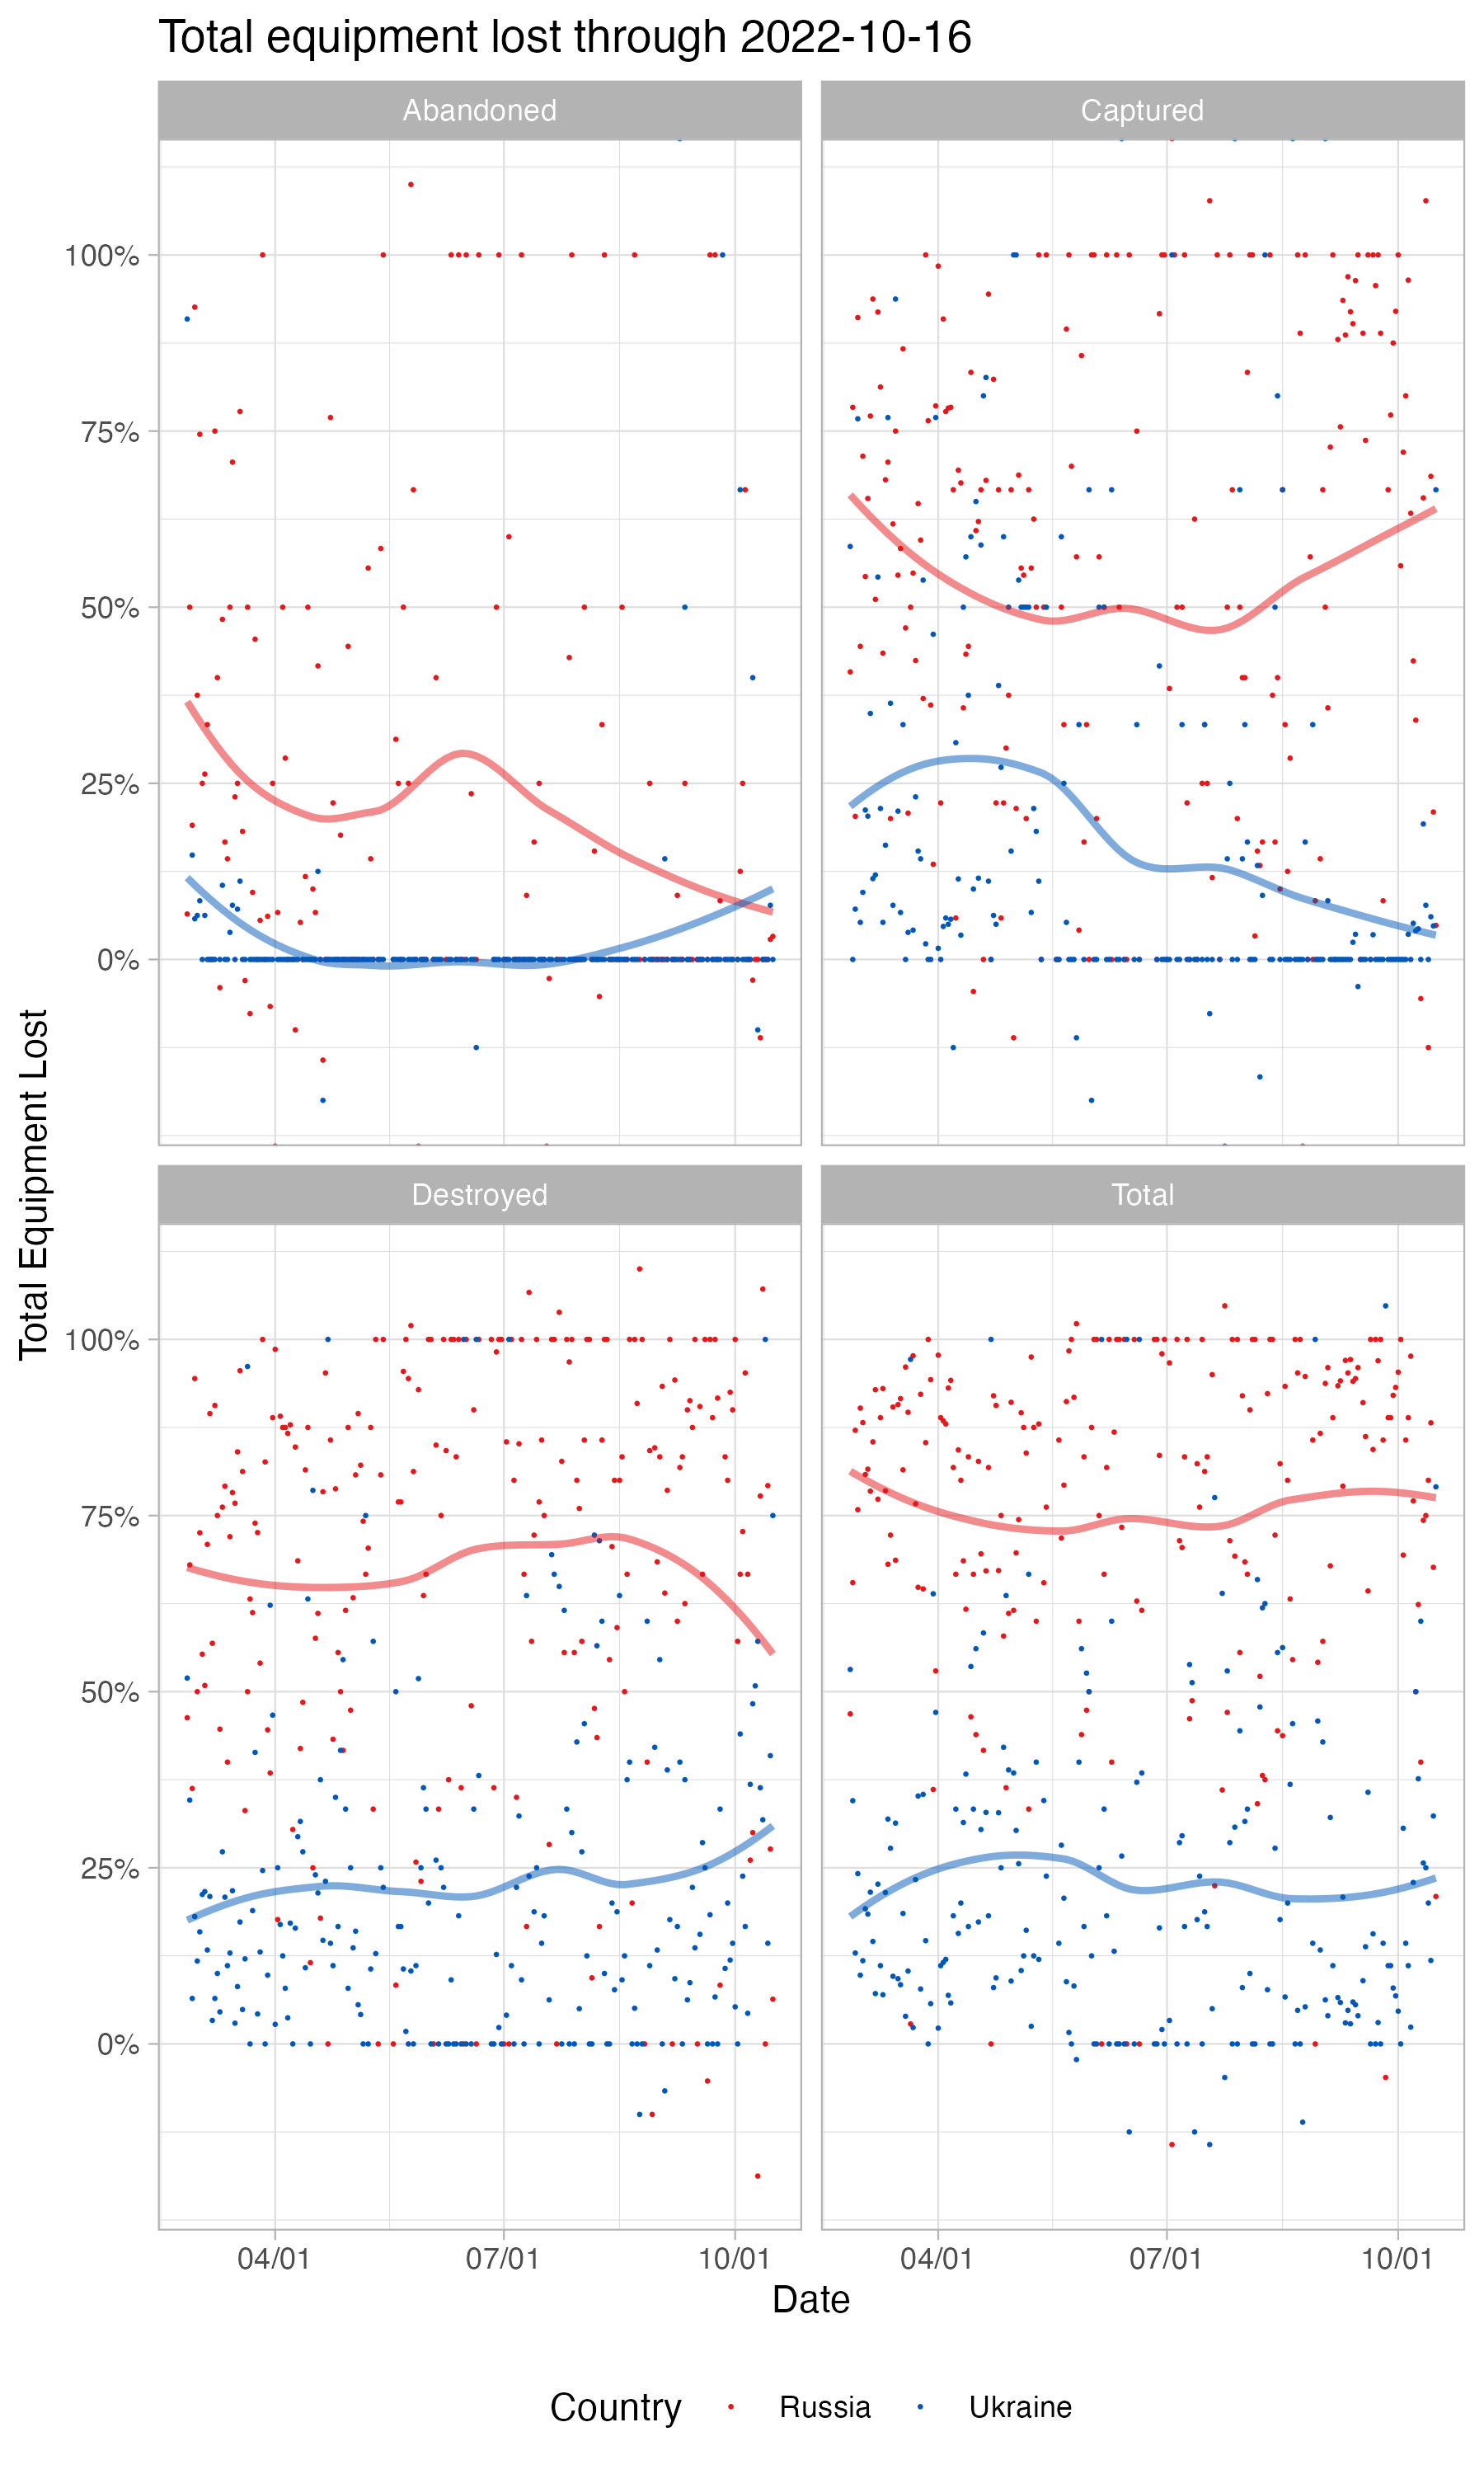 Total equipment lost through 2022-10-16
Abandoned
Captured
100%
75%
50%
25%
0%
Destroyed
Total
100%
75%
50%
25%
0%
Total Equipment Lost
04/01
07/01
10/01
04/01
07/01
10/01
Date
Country
Russia
Ukraine